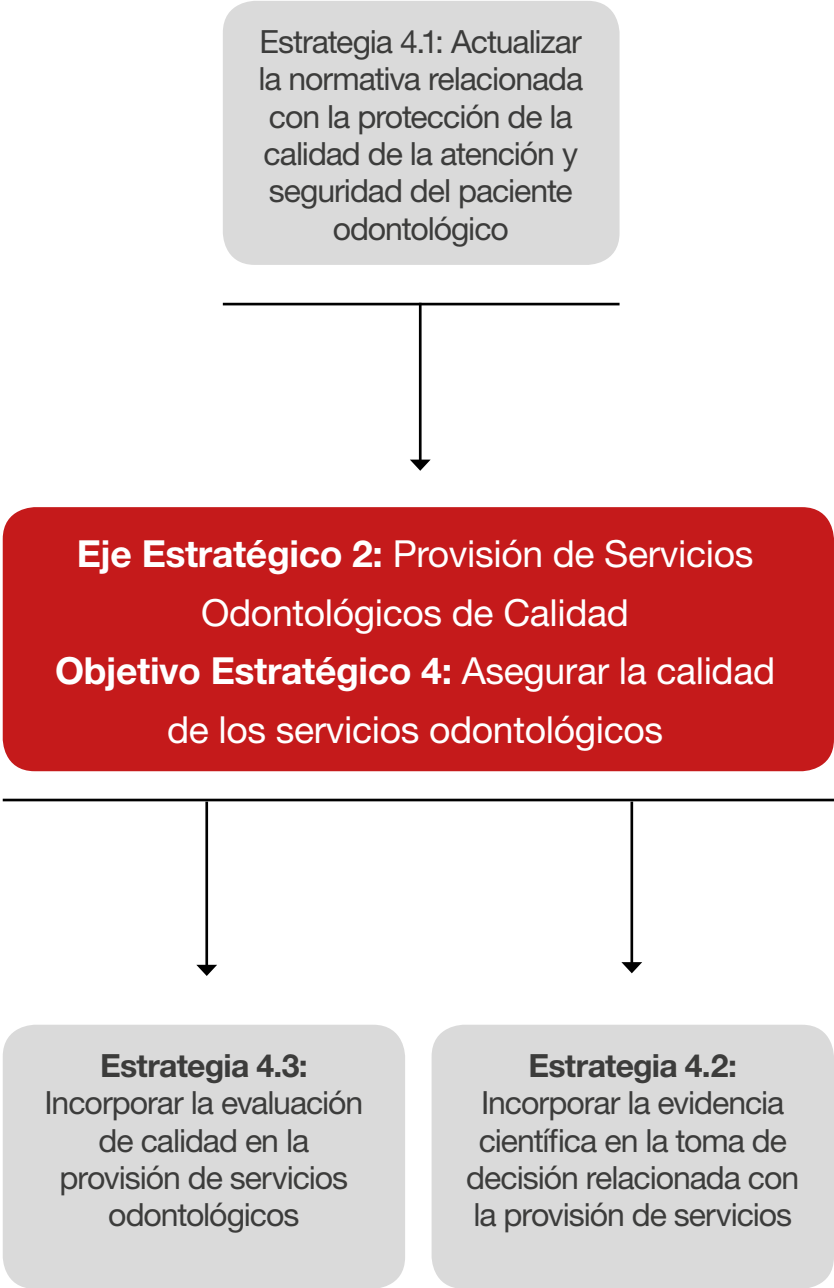 Estrategia 4.1: Actualizar
la normativa relacionada
con la protección de la
calidad de la atención y
seguridad del paciente
odontológico
Eje Estratégico 2: Provisión de Servicios
Odontológicos de Calidad
Objetivo Estratégico 4: Asegurar la calidad
de los servicios odontológicos
Estrategia 4.3:
Incorporar la evaluación
de calidad en la
provisión de servicios
odontológicos
Estrategia 4.2:
Incorporar la evidencia
científica en la toma de
decisión relacionada con
la provisión de servicios